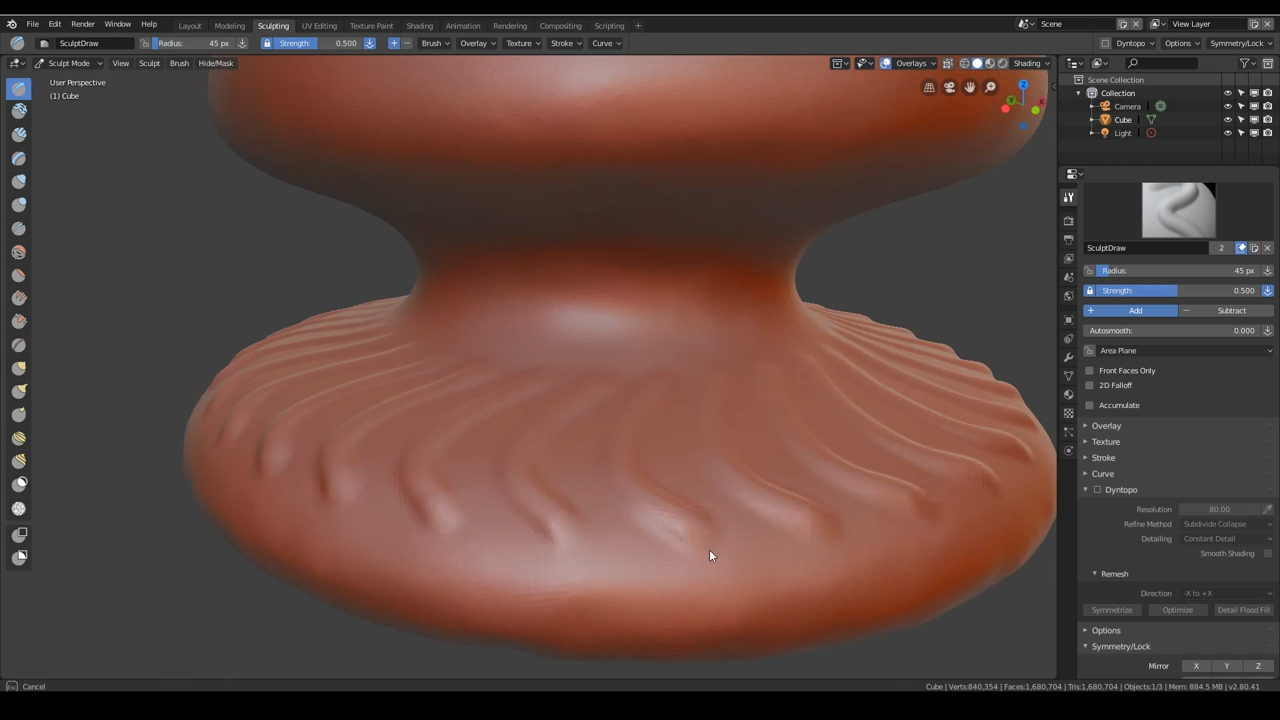 File Edit Render Window Help Layout Modeling Sculpting UV Editing Texture Paint Shading Animation Rendering Compositing Scripting + Scene View Layer
SculptDraw Radius: 45 px Strength: 0.500 + − Brush Overlay Texture Stroke Curve Dyntopo Options Symmetry/Lock
Sculpt Mode View Sculpt Brush Hide/Mask Overlays Shading
User Perspective
(1) Cube
Scene Collection
Collection
Camera
Cube
Light
SculptDraw 2
Radius: 45 px
Strength: 0.500
+ Add − Subtract
Autosmooth: 0.000
Area Plane
Front Faces Only
2D Falloff
Accumulate
Overlay
Texture
Stroke
Curve
Dyntopo
Resolution 80.00
Refine Method Subdivide Collapse
Detailing Constant Detail
Smooth Shading
Remesh
Direction -X to +X
Symmetrize Optimize Detail Flood Fill
Options
Symmetry/Lock
Mirror X Y Z
Cancel Cube | Verts:840,354 | Faces:1,680,704 | Tris:1,680,704 | Objects:1/3 | Mem: 884.5 MB | v2.80.41